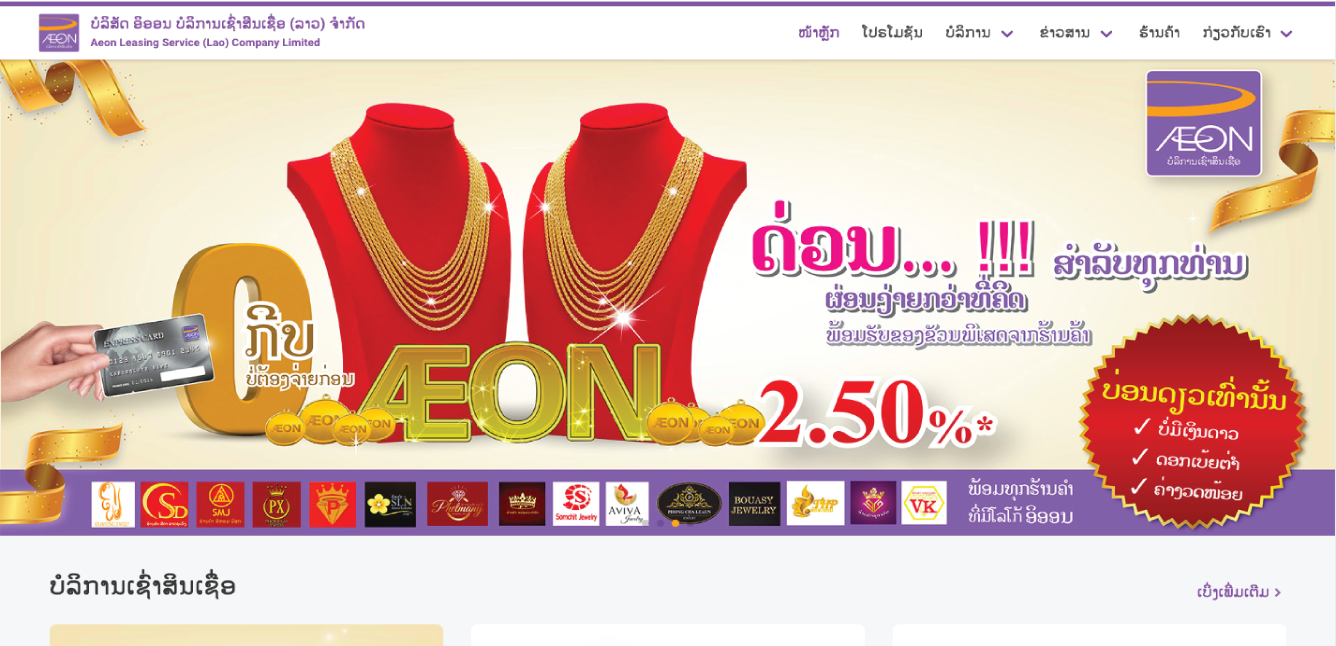 ບໍລິສັດ ອິອອນ ບໍລິການເຊົ່າສິນເຊື່ອ (ລາວ) ຈຳກັດ
Aeon Leasing Service (Lao) Company Limited
ໜ້າຫຼັກ ໂປຣໂມຊັນ ບໍລິການ ຂ່າວສານ ຮ້ານຄ້າ ກ່ຽວກັບເຮົາ
ÆON
ບໍລິການເຊົ່າສິນເຊື່ອ
ດ່ອນ... !!! ສຳລັບທຸກທ່ານ
ຜ່ອນງ່າຍກວ່າທີ່ຄິດ
ພ້ອມຮັບຂອງຂັວນພິເສດຈາກຮ້ານຄ້າ
0 ກີບ
ບໍ່ຕ້ອງຈ່າຍກ່ອນ
EXPRESS CARD
ÆON
2.50%*
ບ່ອນດຽວເທົ່ານັ້ນ
✓ ບໍ່ມີເງິນດາວ
✓ ດອກເບ້ຍຕ່ຳ
✓ ຄ່າງວດໜ້ອຍ
SD
SMJ
PX
P
SLN
Phetmany
Somchit Jewelry
AVIVA
Jewelry
PHONG CHALEUN
BOUASY
JEWELRY
VK
ພ້ອມທຸກຮ້ານຄຳ
ທີ່ມີໂລໂກ້ ອິອອນ
ບໍລິການເຊົ່າສິນເຊື່ອ
ເບິ່ງເພີ່ມເຕີມ >